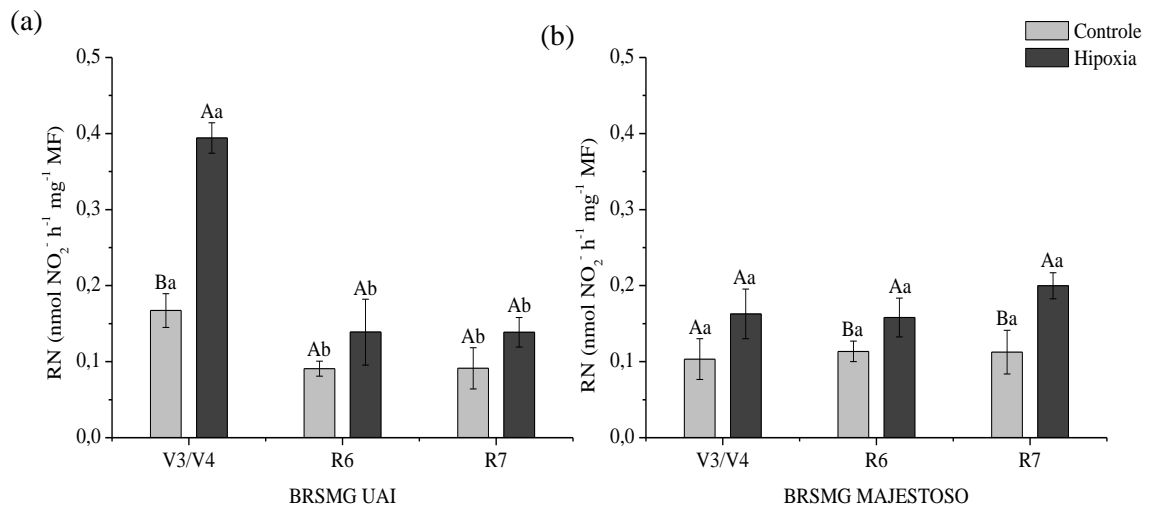 (a)
RN (nmol NO₂⁻ h⁻¹ mg⁻¹ MF)
0,5
0,4
0,3
0,2
0,1
0,0
Ba
Aa
Ab
Ab
Ab
Ab
V3/V4
R6
R7
BRSMG UAI
(b)
Controle
Hipoxia
RN (nmol NO₂⁻ h⁻¹ mg⁻¹ MF)
0,5
0,4
0,3
0,2
0,1
0,0
Aa
Aa
Ba
Aa
Ba
Aa
V3/V4
R6
R7
BRSMG MAJESTOSO